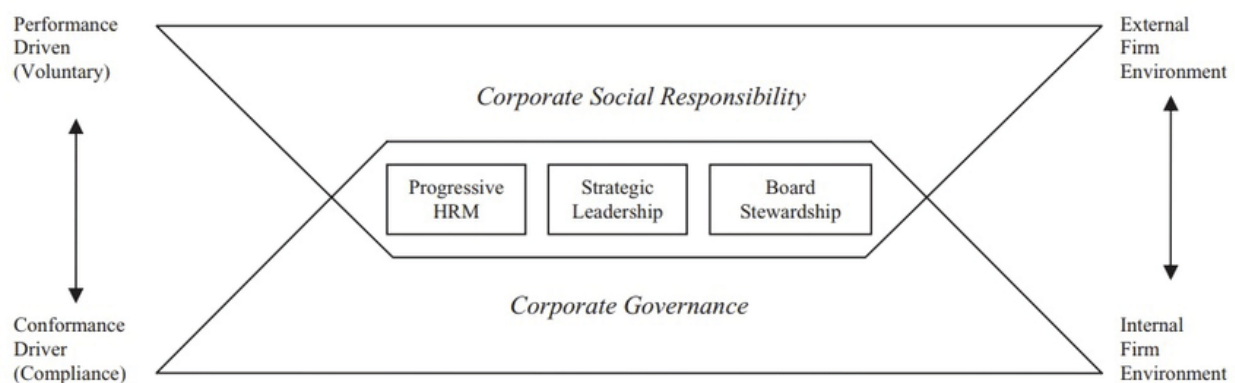 Performance
Driven
(Voluntary)
External
Firm
Environment
Corporate Social Responsibility
Progressive
HRM
Strategic
Leadership
Board
Stewardship
Corporate Governance
Conformance
Driver
(Compliance)
Internal
Firm
Environment